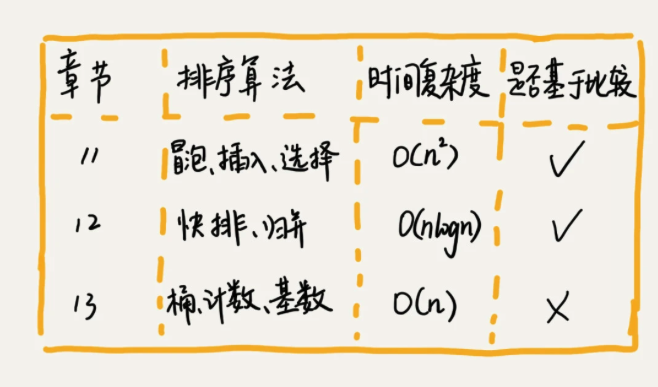 章节 排序算法 时间复杂度 是否基于比较
11 冒泡、插入、选择 O(n²) ✓
12 快排、归并 O(nlogn) ✓
13 桶、计数、基数 O(n) ✗